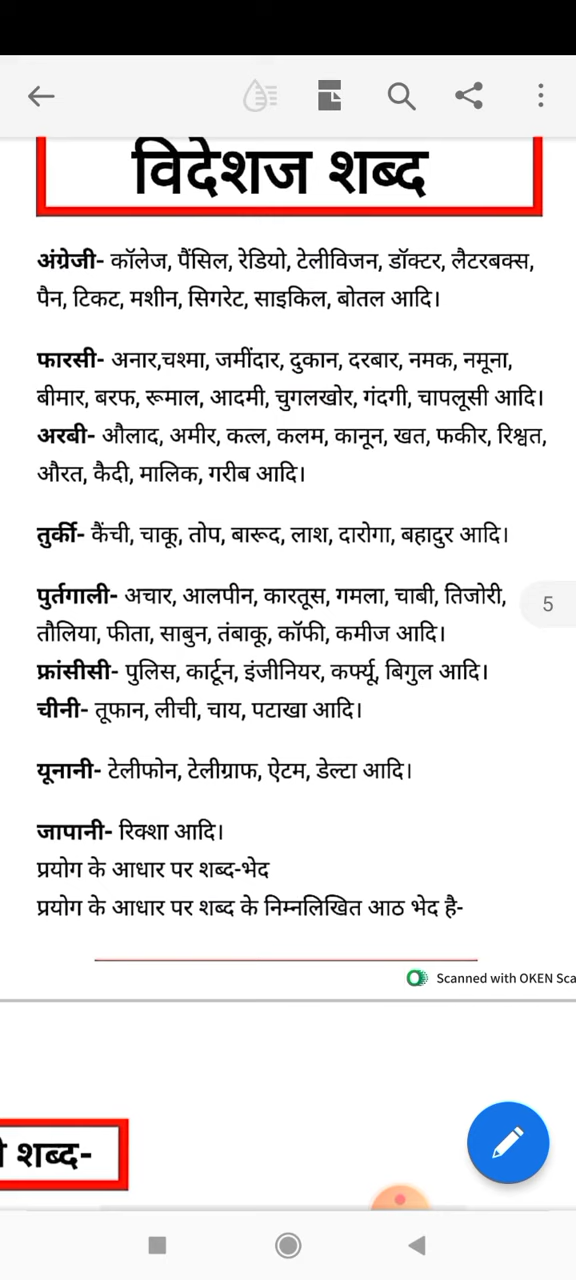 विदेशज शब्द
अंग्रेजी- कॉलेज, पैंसिल, रेडियो, टेलीविजन, डॉक्टर, लैटरबक्स,
पैन, टिकट, मशीन, सिगरेट, साइकिल, बोतल आदि।
फारसी- अनार,चश्मा, जमींदार, दुकान, दरबार, नमक, नमूना,
बीमार, बरफ, रूमाल, आदमी, चुगलखोर, गंदगी, चापलूसी आदि।
अरबी- औलाद, अमीर, कत्ल, कलम, कानून, खत, फकीर, रिश्वत,
औरत, कैदी, मालिक, गरीब आदि।
तुर्की- कैंची, चाकू, तोप, बारूद, लाश, दारोगा, बहादुर आदि।
पुर्तगाली- अचार, आलपीन, कारतूस, गमला, चाबी, तिजोरी,
5
तौलिया, फीता, साबुन, तंबाकू, कॉफी, कमीज आदि।
फ्रांसीसी- पुलिस, कार्टून, इंजीनियर, कर्फ्यू, बिगुल आदि।
चीनी- तूफान, लीची, चाय, पटाखा आदि।
यूनानी- टेलीफोन, टेलीग्राफ, ऐटम, डेल्टा आदि।
जापानी- रिक्शा आदि।
प्रयोग के आधार पर शब्द-भेद
प्रयोग के आधार पर शब्द के निम्नलिखित आठ भेद है-
Scanned with OKEN Sca
शब्द-